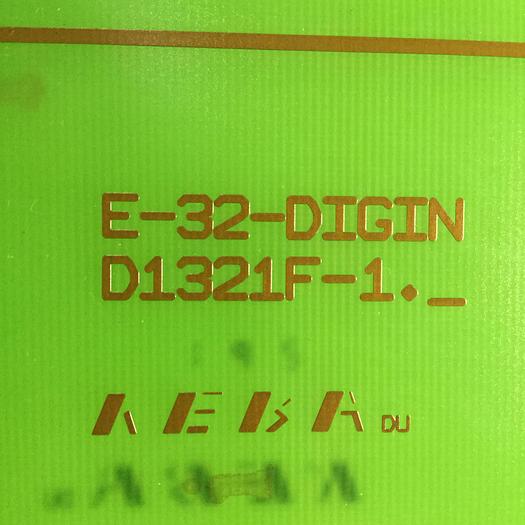 E-32-DIGIN
D1321F-1._
KEBA DU